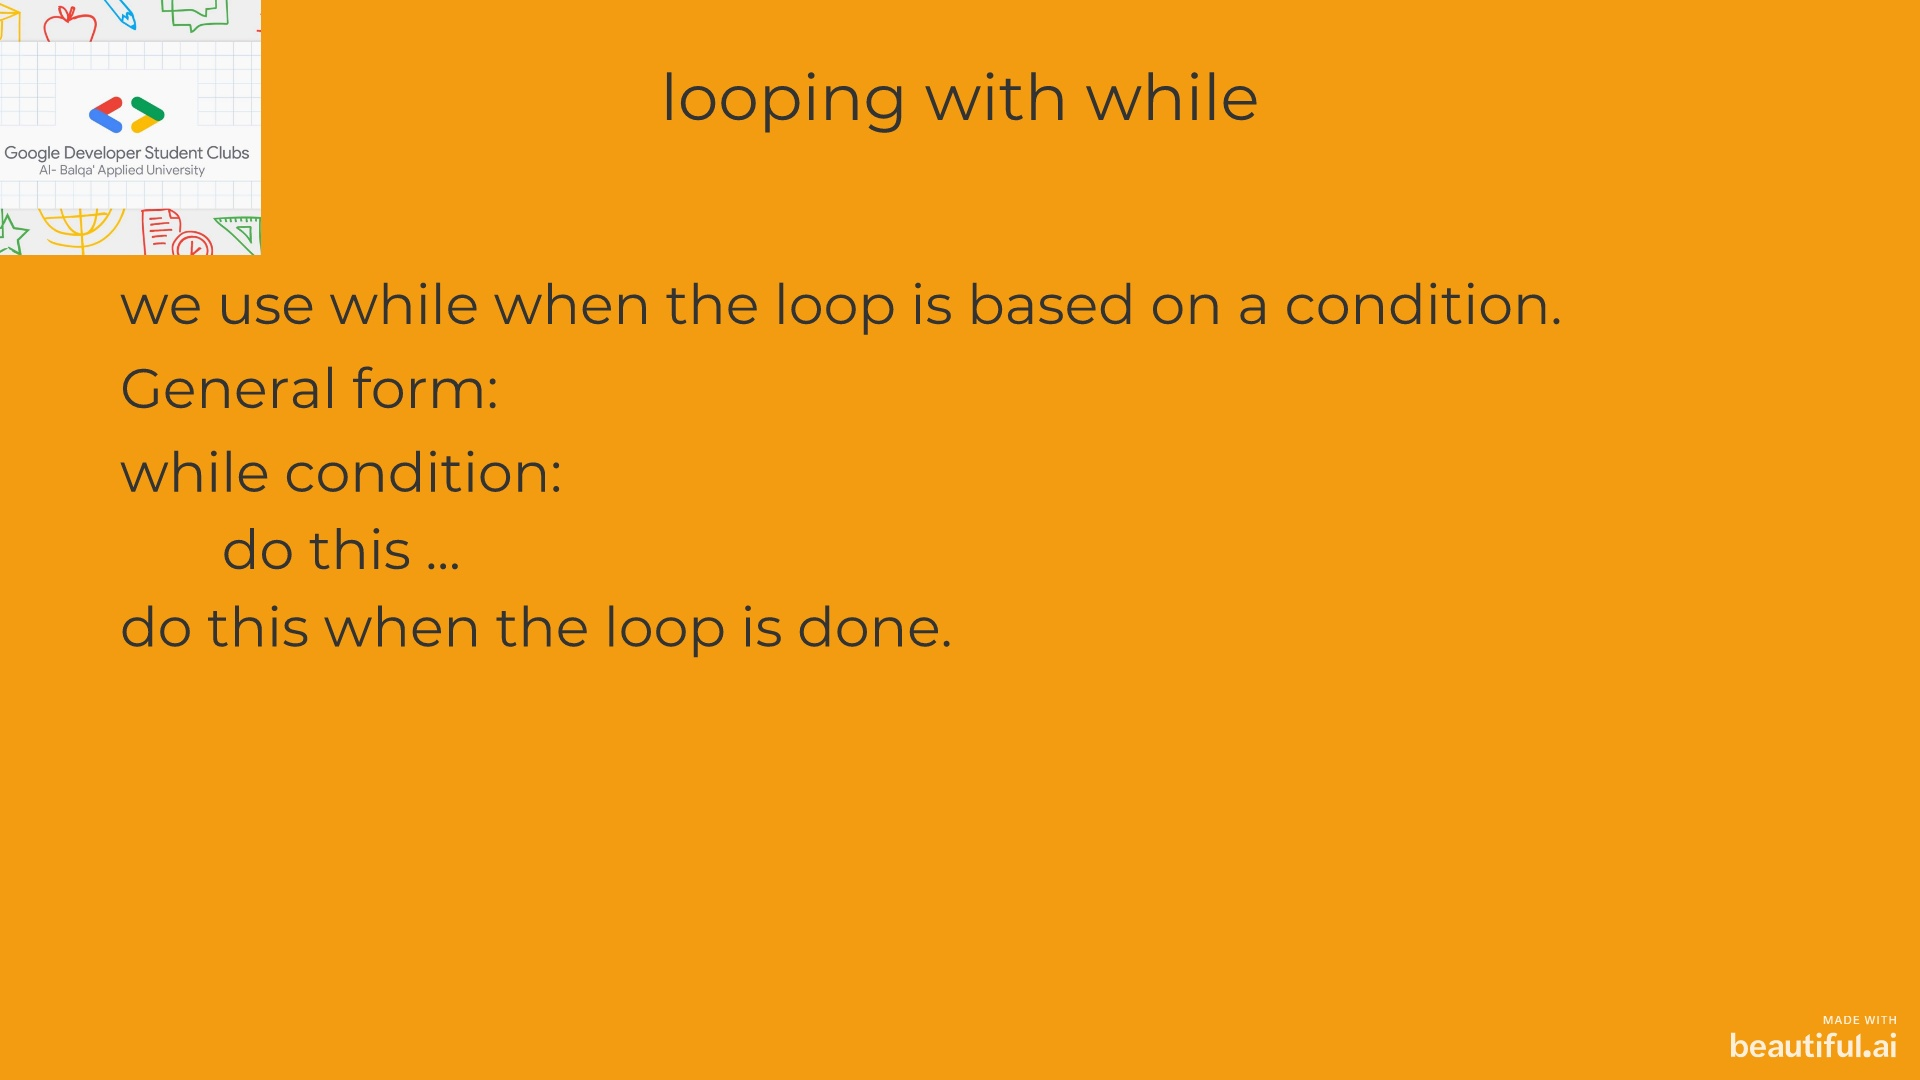 Google Developer Student Clubs
Al- Balqa' Applied University
looping with while
we use while when the loop is based on a condition.
General form:
while condition:
do this ...
do this when the loop is done.
MADE WITH
beautiful.ai